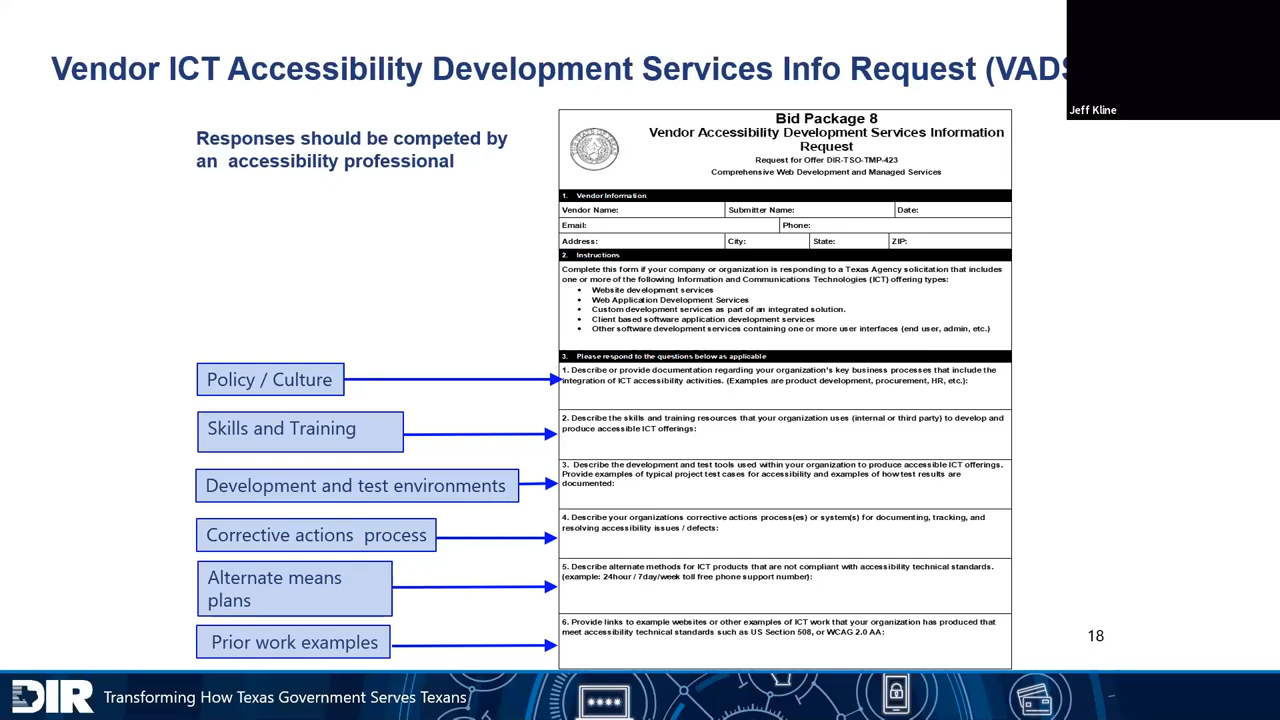 Vendor ICT Accessibility Development Services Info Request (VADS
Jeff Kline
Responses should be competed by
an accessibility professional
Bid Package 8
Vendor Accessibility Development Services Information
Request
Request for Offer DIR-TSO-TMP-423
Comprehensive Web Development and Managed Services
1. Vendor Information
Vendor Name: Submitter Name: Date:
Email: Phone:
Address: City: State: ZIP:
2. Instructions
Complete this form if your company or organization is responding to a Texas Agency solicitation that includes
one or more of the following Information and Communications Technologies (ICT) offering types:
• Website development services
• Web Application Development Services
• Custom development services as part of an integrated solution.
• Client based software application development services
• Other software development services containing one or more user interfaces (end user, admin, etc.)
3. Please respond to the questions below as applicable
Policy / Culture
1. Describe or provide documentation regarding your organization's key business processes that include the
integration of ICT accessibility activities. (Examples are product development, procurement, HR, etc.):
Skills and Training
2. Describe the skills and training resources that your organization uses (internal or third party) to develop and
produce accessible ICT offerings:
Development and test environments
3. Describe the development and test tools used within your organization to produce accessible ICT offerings.
Provide examples of typical project test cases for accessibility and examples of how test results are
documented:
Corrective actions process
4. Describe your organizations corrective actions process(es) or system(s) for documenting, tracking, and
resolving accessibility issues / defects:
Alternate means
plans
5. Describe alternate methods for ICT products that are not compliant with accessibility technical standards.
(example: 24hour / 7day/week toll free phone support number):
Prior work examples
6. Provide links to example websites or other examples of ICT work that your organization has produced that
meet accessibility technical standards such as US Section 508, or WCAG 2.0 AA:
18
DIR Transforming How Texas Government Serves Texans